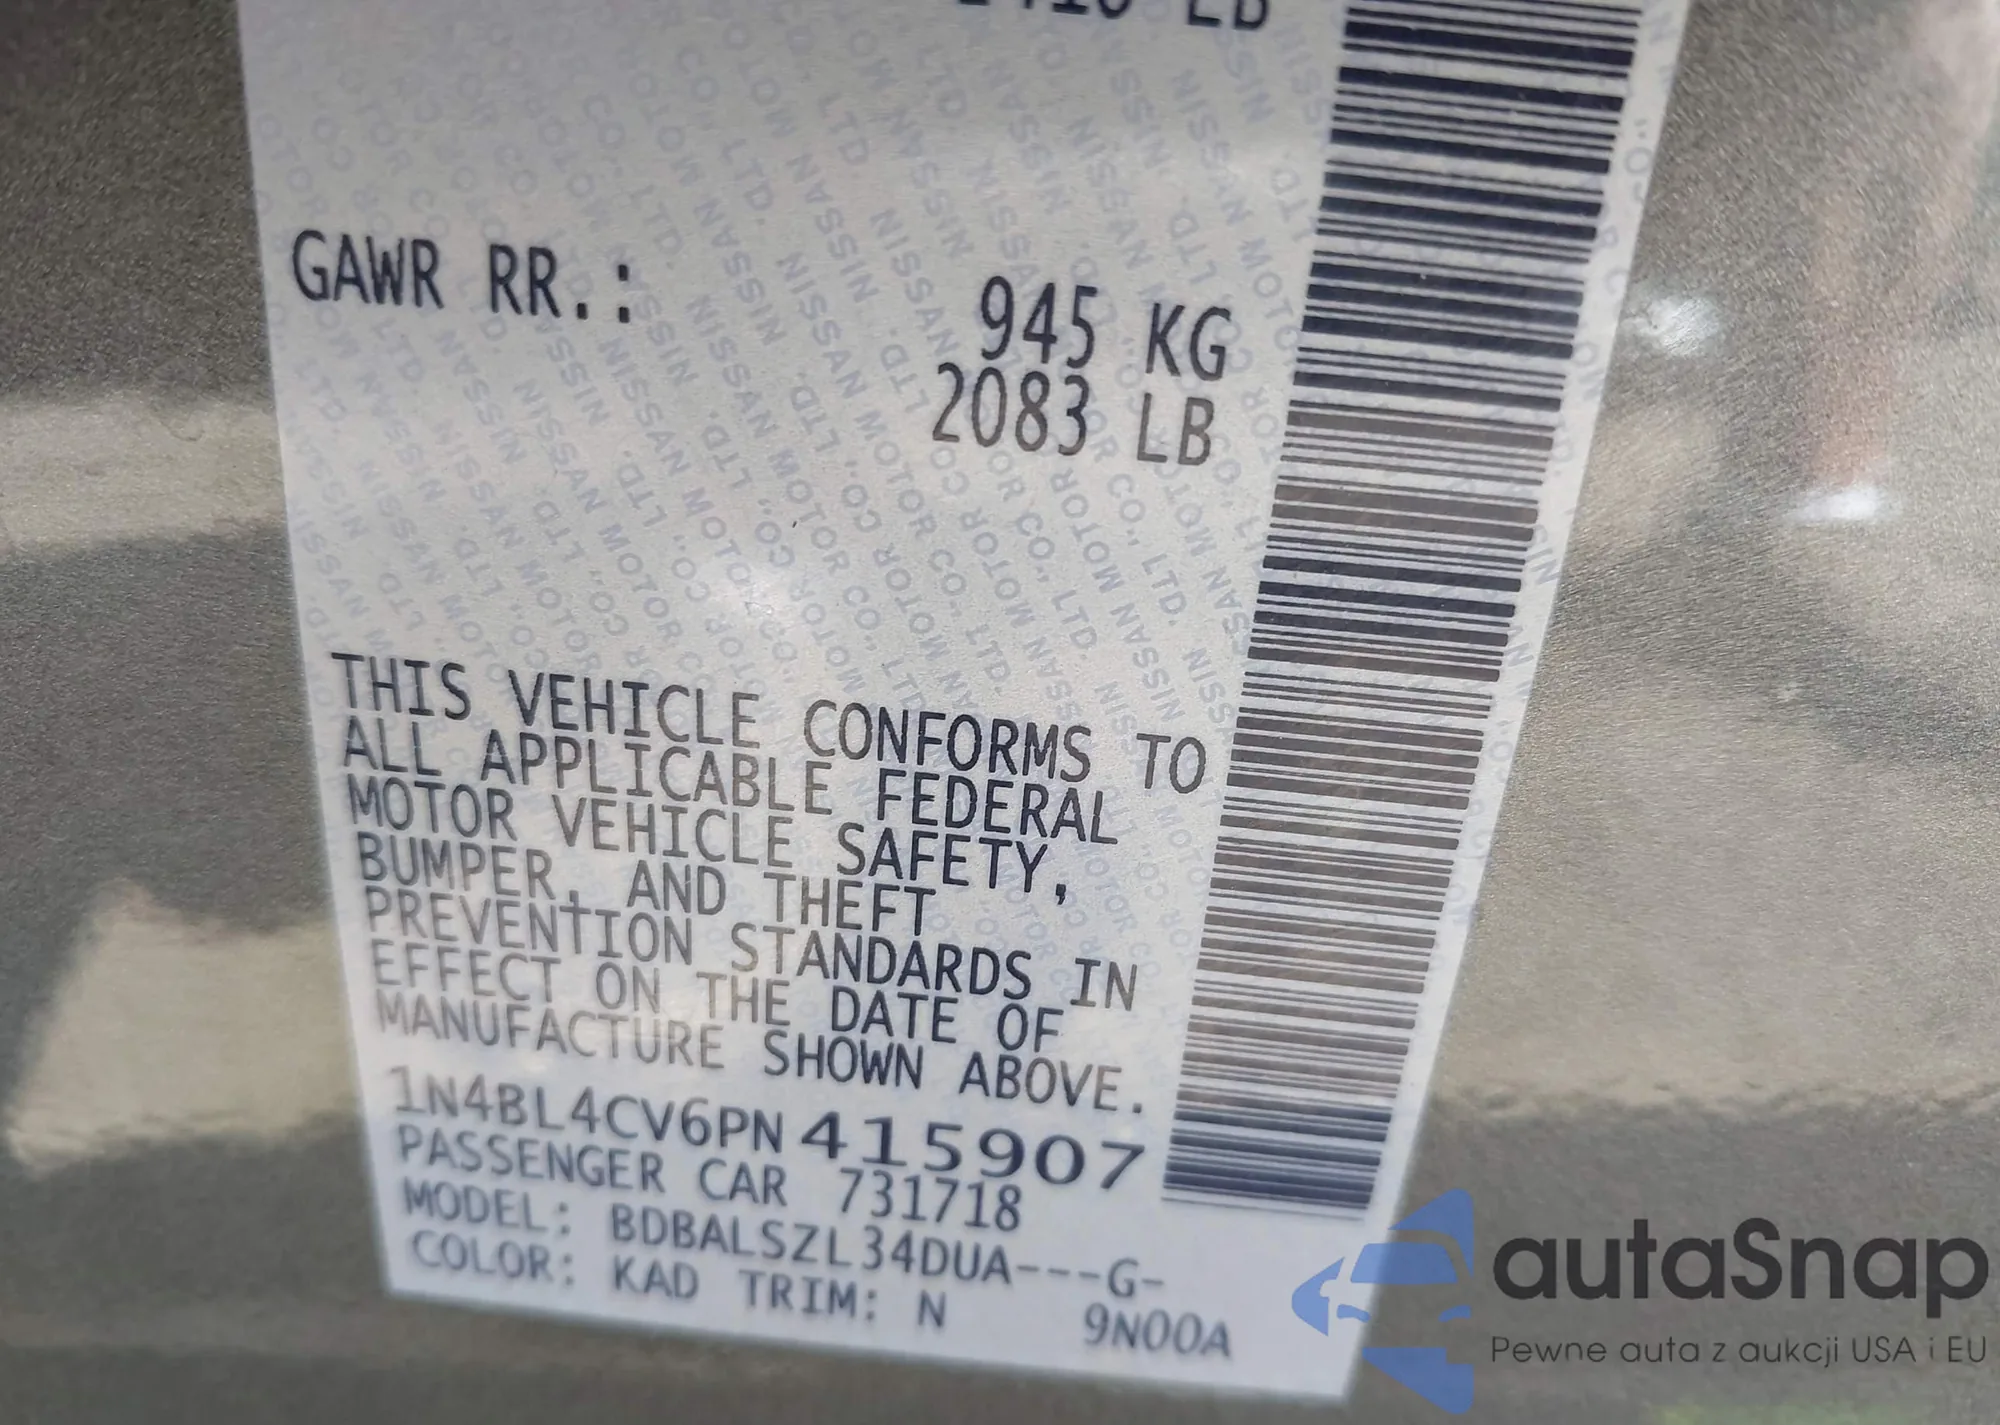 GAWR RR.: 945 KG
2083 LB
THIS VEHICLE CONFORMS TO
ALL APPLICABLE FEDERAL
MOTOR VEHICLE SAFETY,
BUMPER, AND THEFT
PREVENTION STANDARDS IN
EFFECT ON THE DATE OF
MANUFACTURE SHOWN ABOVE.
1N4BL4CV6PN415907
PASSENGER CAR 731718
MODEL: BDBALSZL34DUA---G-
COLOR: KAD TRIM: N 9N00A
autaSnap
Pewne auta z aukcji USA i EU